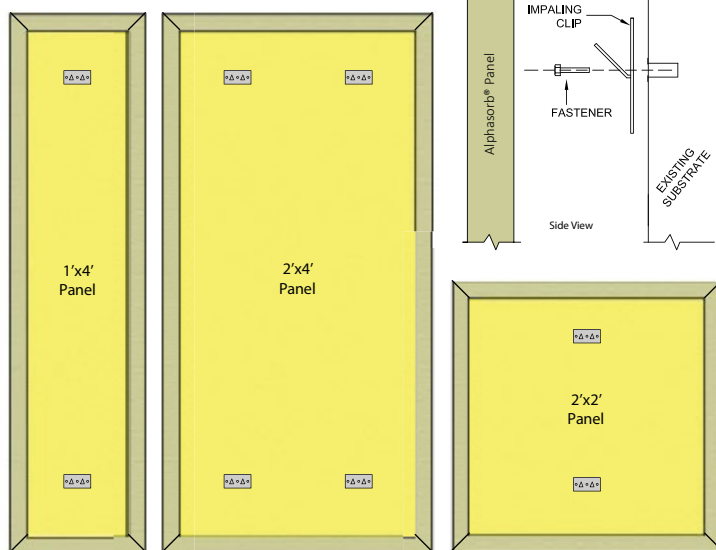 1'x4'
Panel
2'x4'
Panel
Alphasorb® Panel
IMPALING
CLIP
FASTENER
EXISTING
SUBSTRATE
Side View
2'x2'
Panel